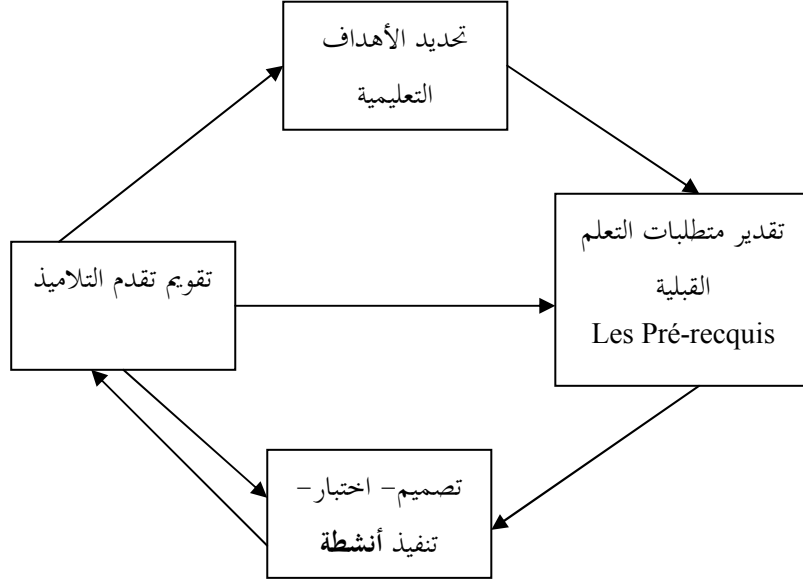 تحديد الأهداف
التعليمية
تقدير متطلبات التعلم
القبلية
Les Pré-recquis
تقويم تقدم التلاميذ
تصميم– اختبار–
تنفيذ أنشطة